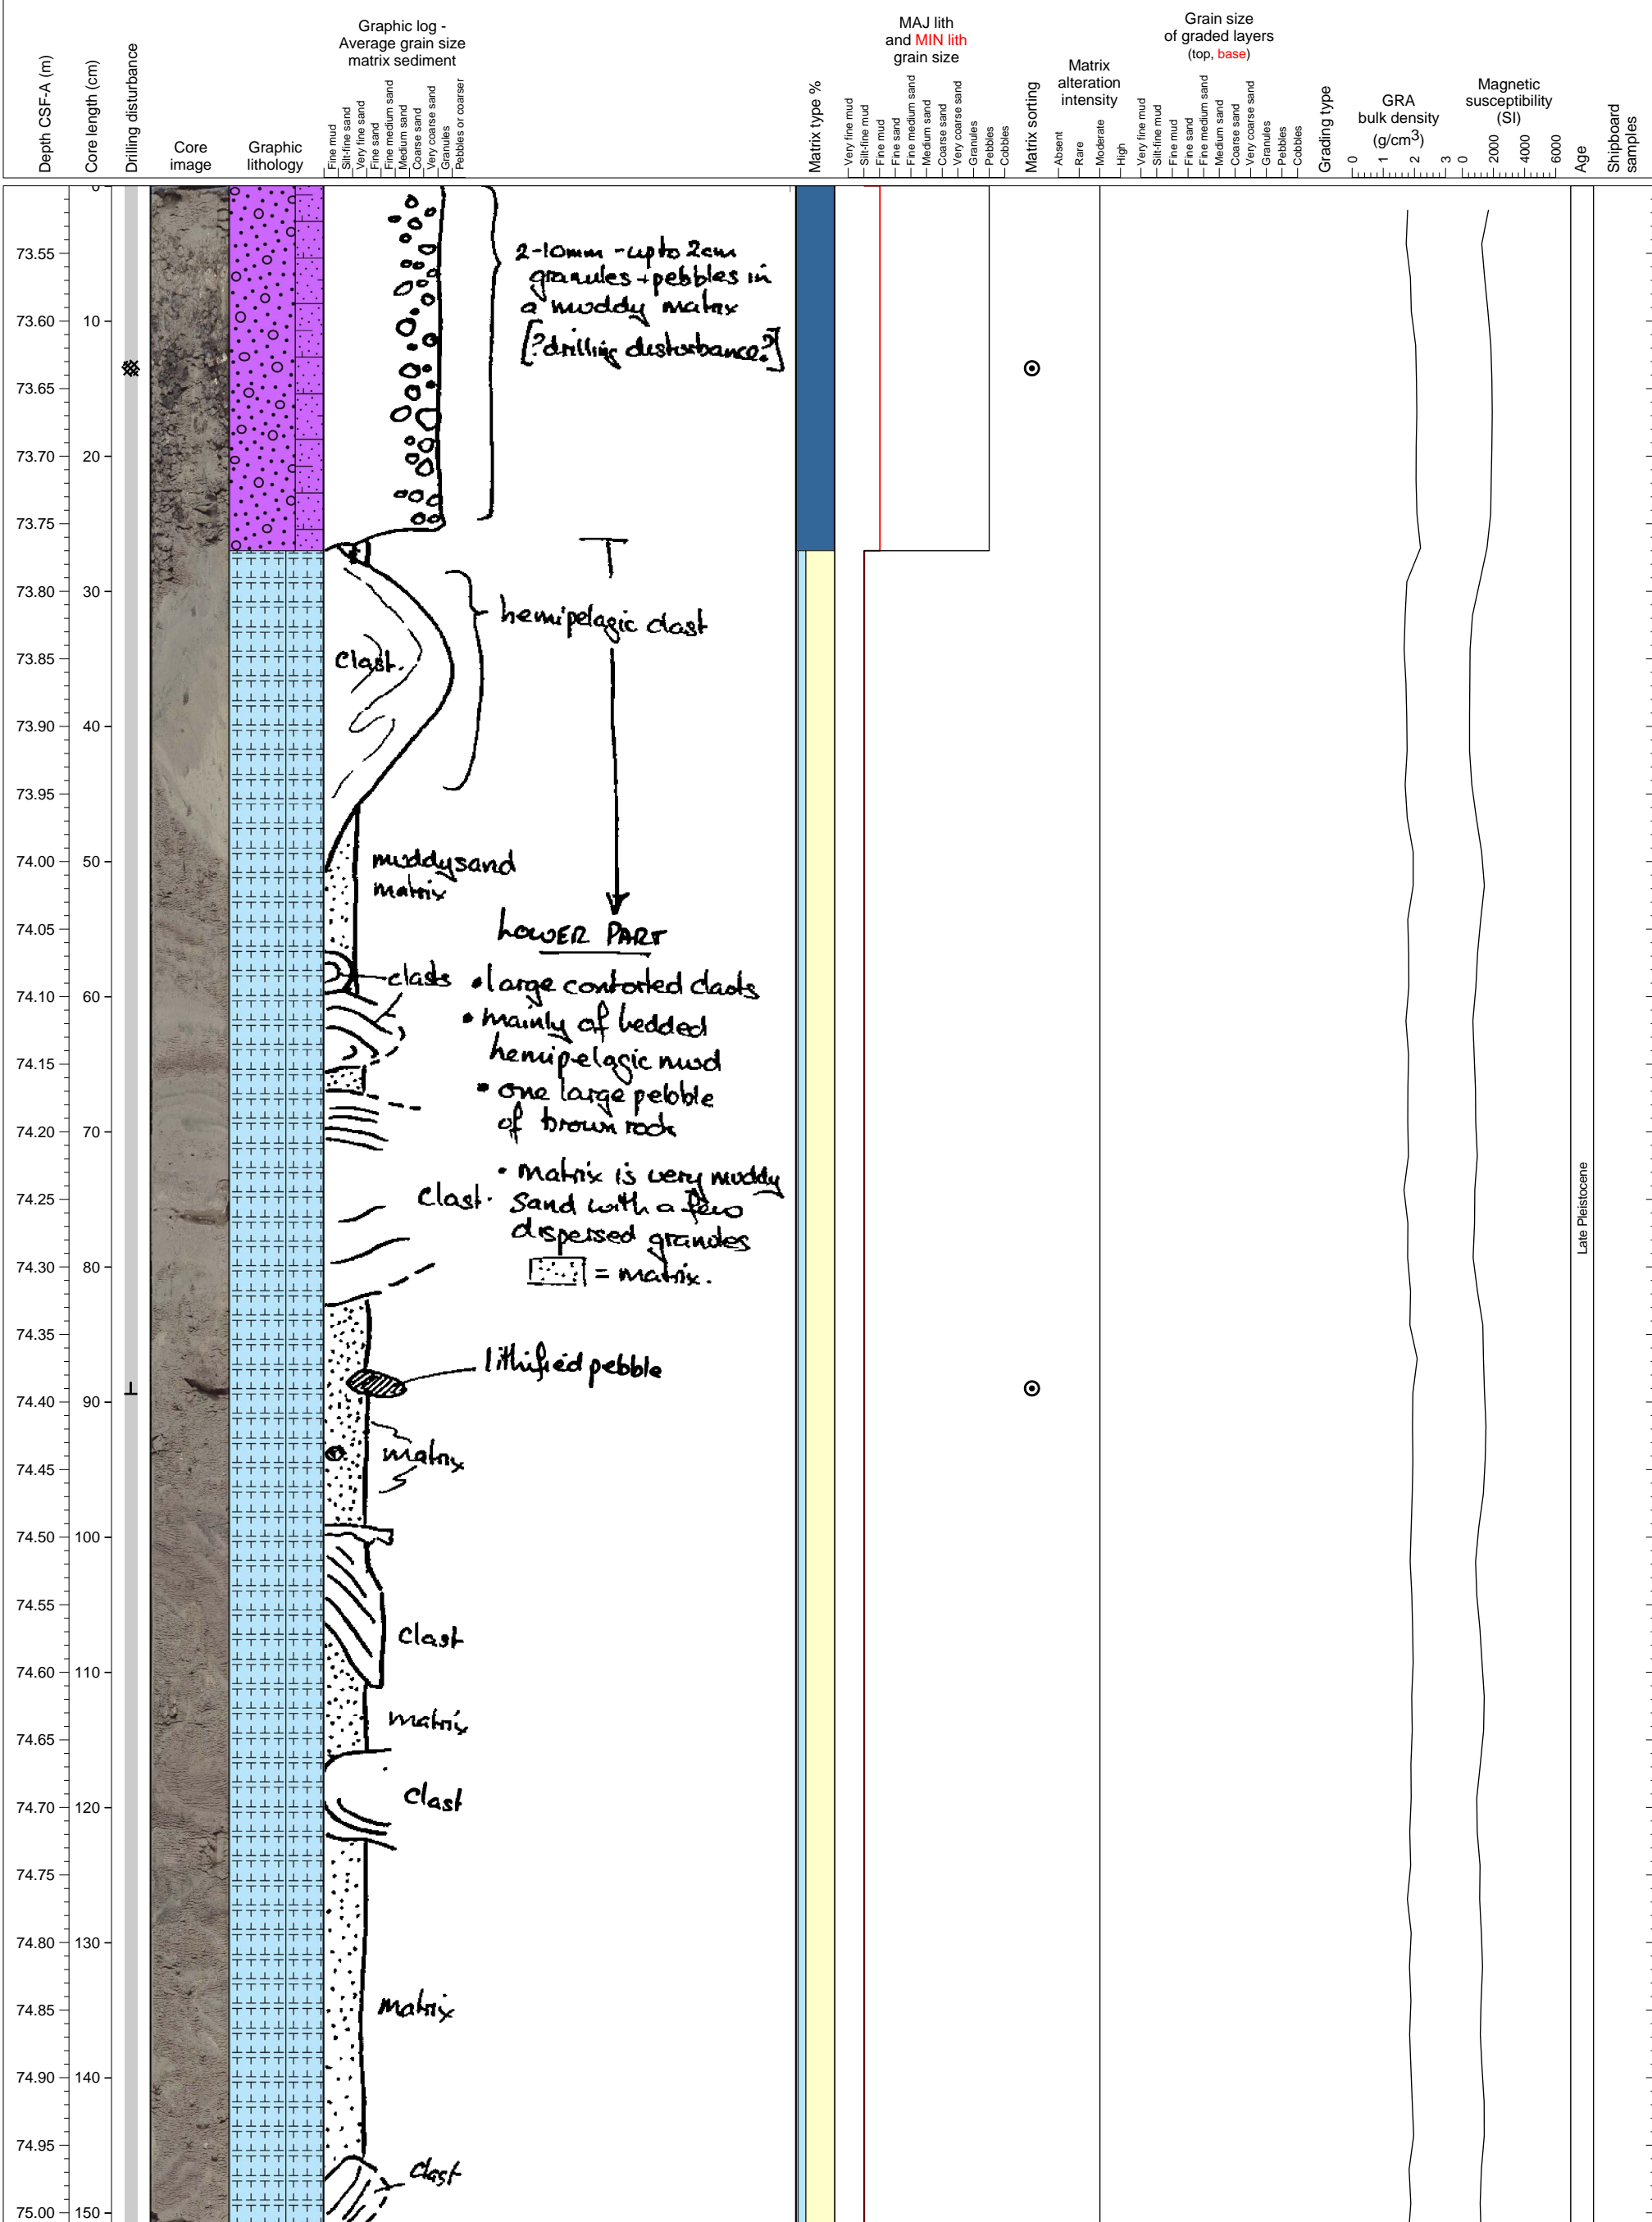 Depth CSF-A (m)
Core length (cm)
Drilling disturbance
Core
image
Graphic
lithology
Graphic log -
Average grain size
matrix sediment
Fine mud
Silt-fine sand
Very fine sand
Fine sand
Fine medium sand
Medium sand
Coarse sand
Very coarse sand
Granules
Pebbles or coarser
Matrix type %
MAJ lith
and MIN lith
grain size
Very fine mud
Silt-fine mud
Fine mud
Fine sand
Fine medium sand
Medium sand
Coarse sand
Very coarse sand
Granules
Pebbles
Cobbles
Matrix sorting
Matrix
alteration
intensity
Absent
Rare
Moderate
High
Grain size
of graded layers
(top, base)
Very fine mud
Silt-fine mud
Fine mud
Fine sand
Fine medium sand
Medium sand
Coarse sand
Very coarse sand
Granules
Pebbles
Cobbles
Grading type
GRA
bulk density
(g/cm3)
0 1 2 3
Magnetic
susceptibility
(SI)
0 2000 4000 6000
Age
Shipboard
samples
0
73.55
73.60 10
73.65
73.70 20
73.75
73.80 30
73.85
73.90 40
73.95
74.00 50
74.05
74.10 60
74.15
74.20 70
74.25
74.30 80
74.35
74.40 90
74.45
74.50 100
74.55
74.60 110
74.65
74.70 120
74.75
74.80 130
74.85
74.90 140
74.95
75.00 150
2-10mm - upto 2cm
granules + pebbles in
a muddy matrix
[?drilling disturbance?]
hemipelagic clast
clast.
muddy sand
matrix
LOWER PART
clasts
• large contorted clasts
• mainly of bedded
hemipelagic mud
• one large pebble
of brown rock
• matrix is very muddy
sand with a few
dispersed granules
= matrix.
Clast.
lithified pebble
matrix
clast
matrix
clast
matrix
clast
Late Pleistocene